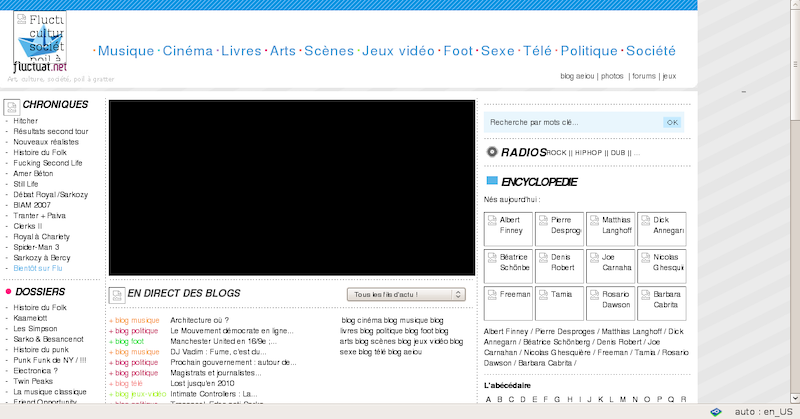 Fluctu
cultur
sociét
poil à
fluctuat.net
Art, culture, société, poil à gratter
Musique Cinéma Livres Arts Scènes Jeux vidéo Foot Sexe Télé Politique Société
blog aeiou | photos | forums | jeux
CHRONIQUES
- Hitcher
- Résultats second tour
- Nouveaux réalistes
- Histoire du Folk
- Fucking Second Life
- Amer Béton
- Still Life
- Débat Royal /Sarkozy
- BIAM 2007
- Tranter + Paiva
- Clerks II
- Royal à Charlety
- Spider-Man 3
- Sarkozy à Bercy
- Bientôt sur Flu
DOSSIERS
- Histoire du Folk
- Kaamelott
- Les Simpson
- Sarko & Besancenot
- Histoire du punk
- Punk Funk de NY / !!!
- Electronica ?
- Twin Peaks
- La musique classique
- Friend Opportunity
EN DIRECT DES BLOGS
Tous les fils d'actu !
+ blog musique Architecture où ?
+ blog politique Le Mouvement démocrate en ligne...
+ blog foot Manchester United en 16/9e ;...
+ blog musique DJ Vadim : Fume, c'est du...
+ blog politique Prochain gouvernement : autour de...
+ blog politique Magistrats et journalistes...
+ blog télé Lost jusqu'en 2010
+ blog jeux-vidéo Intimate Controllers : La...
blog cinéma blog musique blog
livres blog politique blog foot blog
arts blog scènes blog jeux vidéo blog
sexe blog télé blog aeiou
Recherche par mots clé... OK
RADIOS ROCK || HIPHOP || DUB || ...
ENCYCLOPEDIE
Nés aujourd'hui :
Albert Finney
Pierre Desprog
Matthias Langhoff
Dick Annegarn
Béatrice Schönbe
Denis Robert
Joe Carnaha
Nicolas Ghesqui
Freeman
Tamia
Rosario Dawson
Barbara Cabrita
Albert Finney / Pierre Desproges / Matthias Langhoff / Dick
Annegarn / Béatrice Schönberg / Denis Robert / Joe
Carnahan / Nicolas Ghesquière / Freeman / Tamia / Rosario
Dawson / Barbara Cabrita /
L'abécédaire
A B C D E F G H I J K L M N O P Q R
auto : en_US